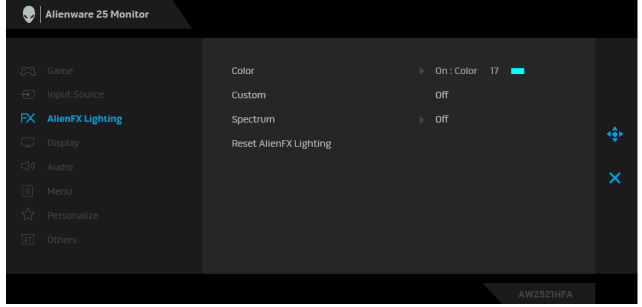 Alienware 25 Monitor
Game
Input Source
FX AlienFX Lighting
Display
Audio
Menu
Personalize
Others
Color On : Color 17
Custom Off
Spectrum Off
Reset AlienFX Lighting
AW2521HFA